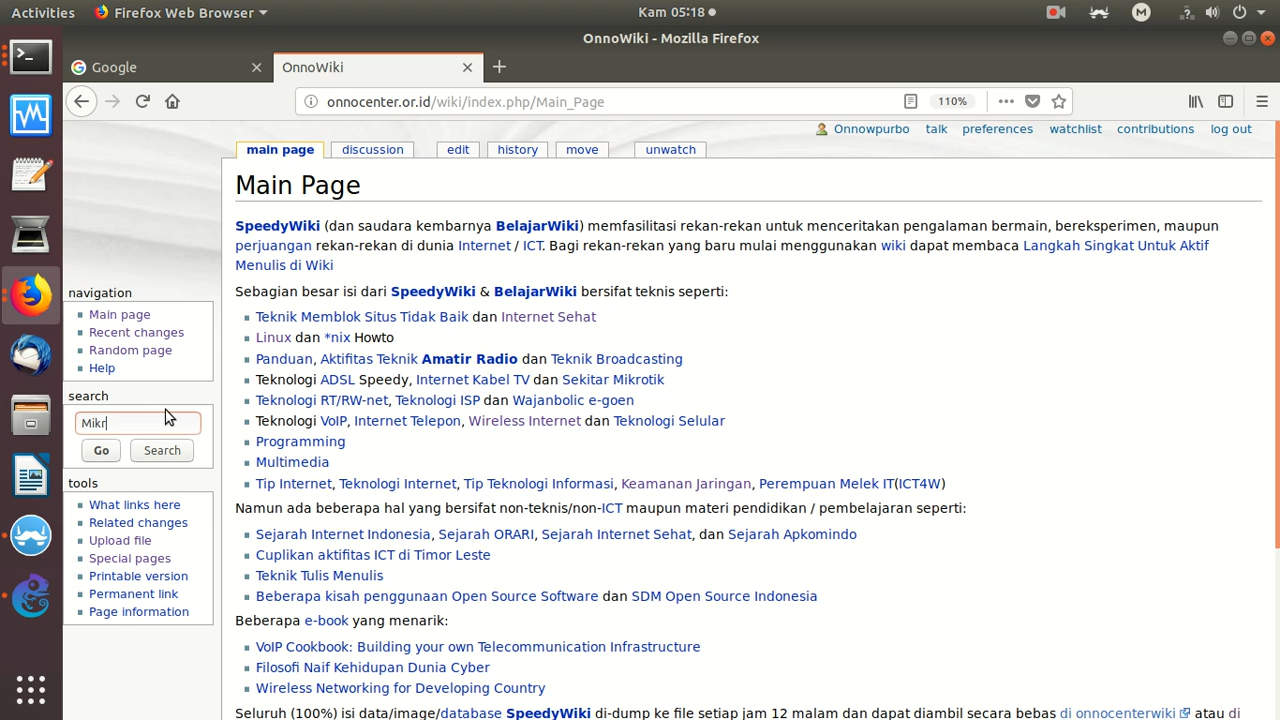 Activities Firefox Web Browser Kam 05:18
M
OnnoWiki - Mozilla Firefox
Google OnnoWiki
onnocenter.or.id/wiki/index.php/Main_Page 110%
Onnowpurbo talk preferences watchlist contributions log out
main page discussion edit history move unwatch
Main Page
SpeedyWiki (dan saudara kembarnya BelajarWiki) memfasilitasi rekan-rekan untuk menceritakan pengalaman bermain, bereksperimen, maupun
perjuangan rekan-rekan di dunia Internet / ICT. Bagi rekan-rekan yang baru mulai menggunakan wiki dapat membaca Langkah Singkat Untuk Aktif
Menulis di Wiki
Sebagian besar isi dari SpeedyWiki & BelajarWiki bersifat teknis seperti:
Teknik Memblok Situs Tidak Baik dan Internet Sehat
Linux dan *nix Howto
Panduan, Aktifitas Teknik Amatir Radio dan Teknik Broadcasting
Teknologi ADSL Speedy, Internet Kabel TV dan Sekitar Mikrotik
Teknologi RT/RW-net, Teknologi ISP dan Wajanbolic e-goen
Teknologi VoIP, Internet Telepon, Wireless Internet dan Teknologi Selular
Programming
Multimedia
Tip Internet, Teknologi Internet, Tip Teknologi Informasi, Keamanan Jaringan, Perempuan Melek IT(ICT4W)
Namun ada beberapa hal yang bersifat non-teknis/non-ICT maupun materi pendidikan / pembelajaran seperti:
Sejarah Internet Indonesia, Sejarah ORARI, Sejarah Internet Sehat, dan Sejarah Apkomindo
Cuplikan aktifitas ICT di Timor Leste
Teknik Tulis Menulis
Beberapa kisah penggunaan Open Source Software dan SDM Open Source Indonesia
Beberapa e-book yang menarik:
VoIP Cookbook: Building your own Telecommunication Infrastructure
Filosofi Naif Kehidupan Dunia Cyber
Wireless Networking for Developing Country
Seluruh (100%) isi data/image/database SpeedyWiki di-dump ke file setiap jam 12 malam dan dapat diambil secara bebas di onnocenterwiki atau di
navigation
Main page
Recent changes
Random page
Help
search
Mikr
Go Search
tools
What links here
Related changes
Upload file
Special pages
Printable version
Permanent link
Page information